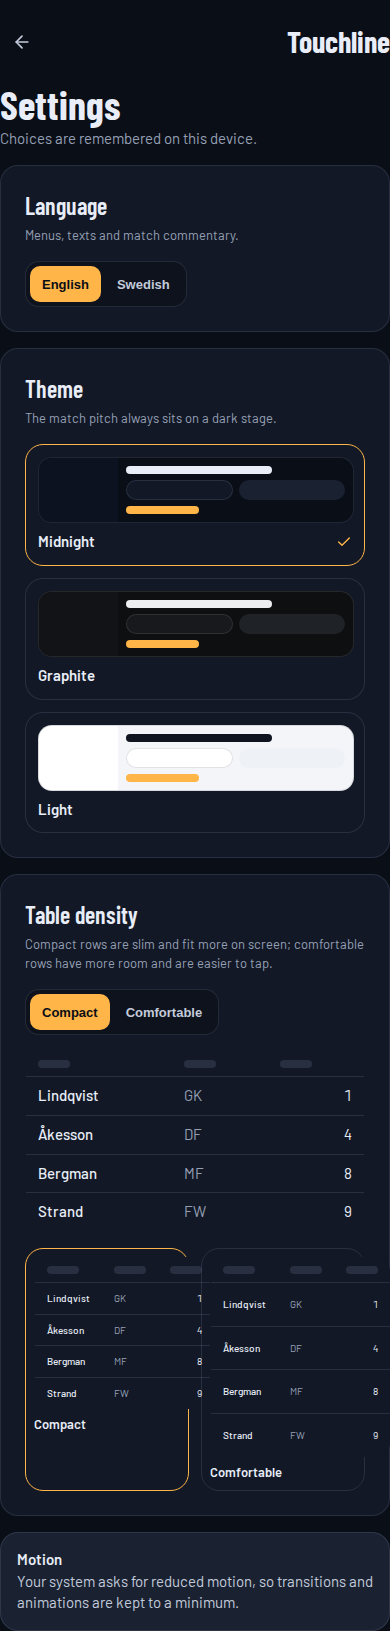 Touchline
Settings
Choices are remembered on this device.
Language
Menus, texts and match commentary.
English Swedish
Theme
The match pitch always sits on a dark stage.
Midnight
Graphite
Light
Table density
Compact rows are slim and fit more on screen; comfortable
rows have more room and are easier to tap.
Compact Comfortable
Lindqvist GK 1
Åkesson DF 4
Bergman MF 8
Strand FW 9
Lindqvist GK 1
Åkesson DF 4
Bergman MF 8
Strand FW 9
Compact
Lindqvist GK 1
Åkesson DF 4
Bergman MF 8
Strand FW 9
Comfortable
Motion
Your system asks for reduced motion, so transitions and
animations are kept to a minimum.